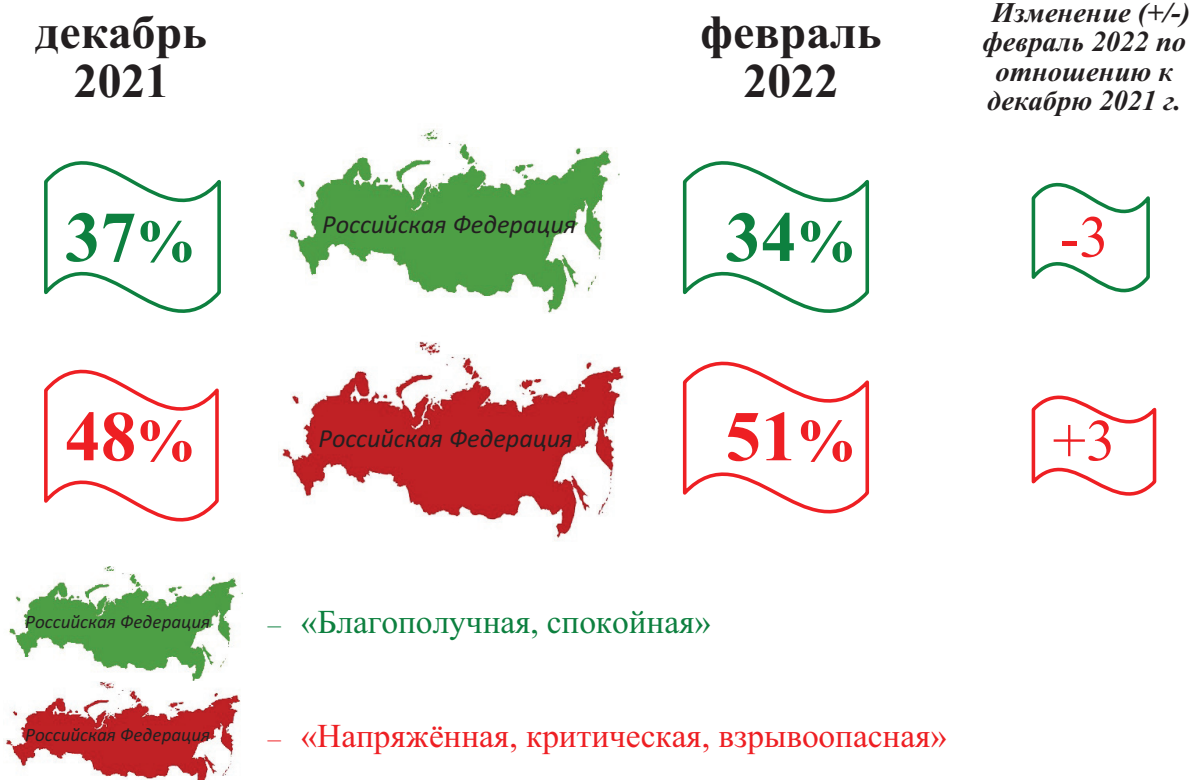 декабрь
2021
февраль
2022
Изменение (+/-)
февраль 2022 по
отношению к
декабрю 2021 г.
37%
Российская Федерация
34%
-3
48%
Российская Федерация
51%
+3
Российская Федерация
– «Благополучная, спокойная»
Российская Федерация
– «Напряжённая, критическая, взрывоопасная»